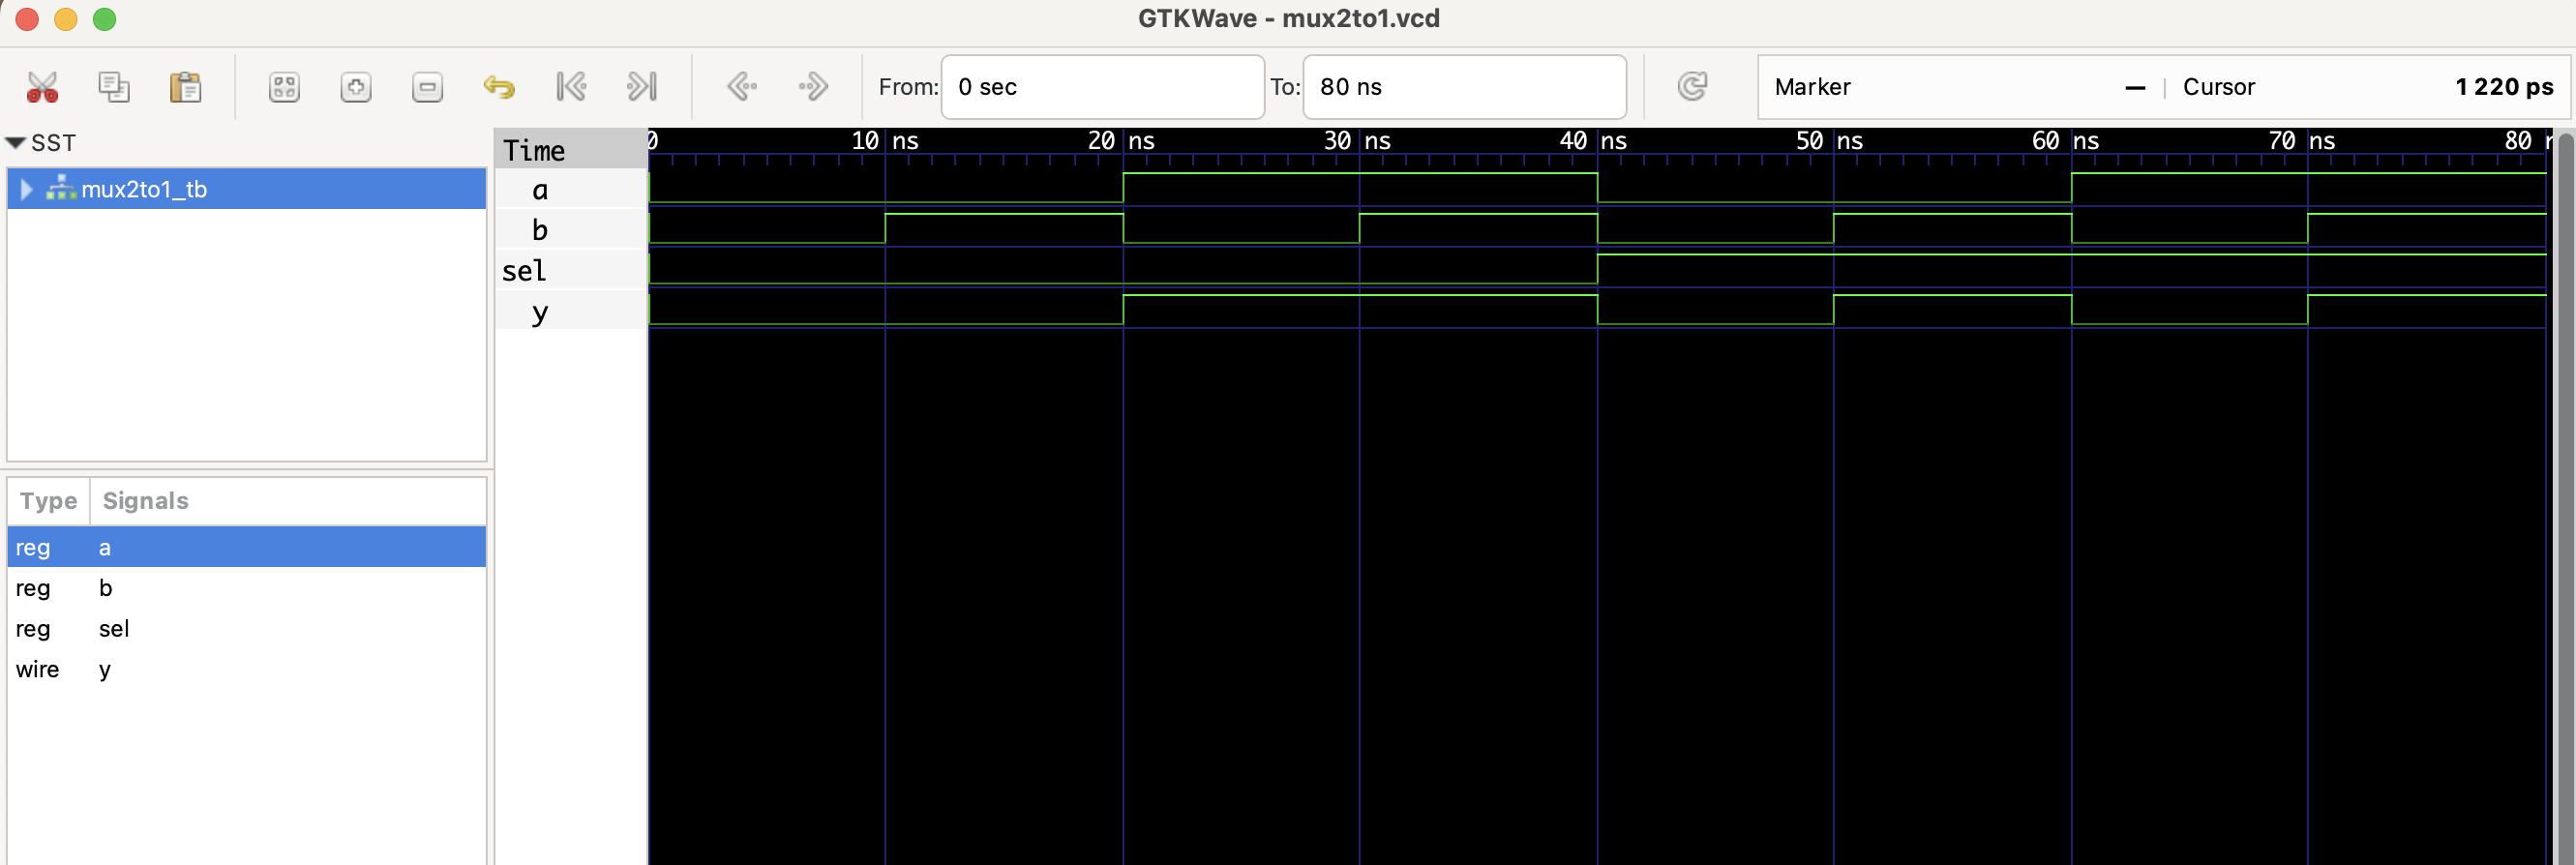 GTKWave - mux2to1.vcd
From: 0 sec To: 80 ns Marker — | Cursor 1 220 ps
SST
mux2to1_tb
Type Signals
reg a
reg b
reg sel
wire y
Time
0 10 ns 20 ns 30 ns 40 ns 50 ns 60 ns 70 ns 80
a
b
sel
y